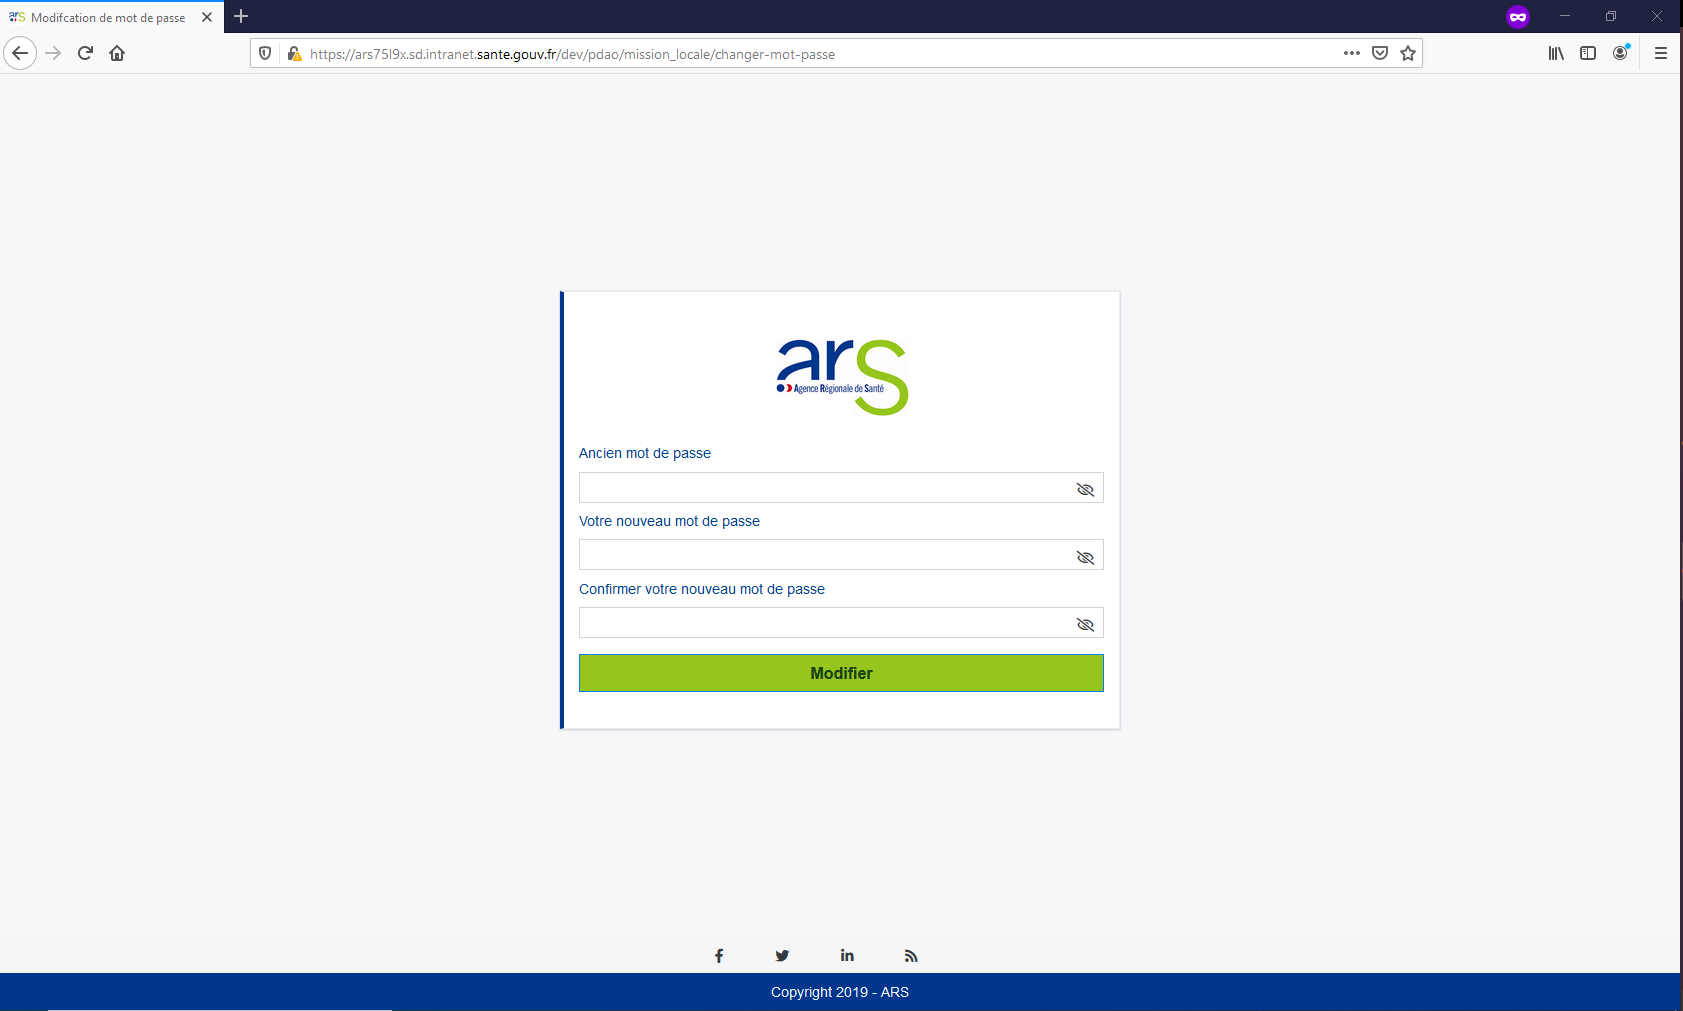 Modifcation de mot de passe
https://ars75l9x.sd.intranet.sante.gouv.fr/dev/pdao/mission_locale/changer-mot-passe
ars
Agence Régionale de Santé
Ancien mot de passe
Votre nouveau mot de passe
Confirmer votre nouveau mot de passe
Modifier
Copyright 2019 - ARS